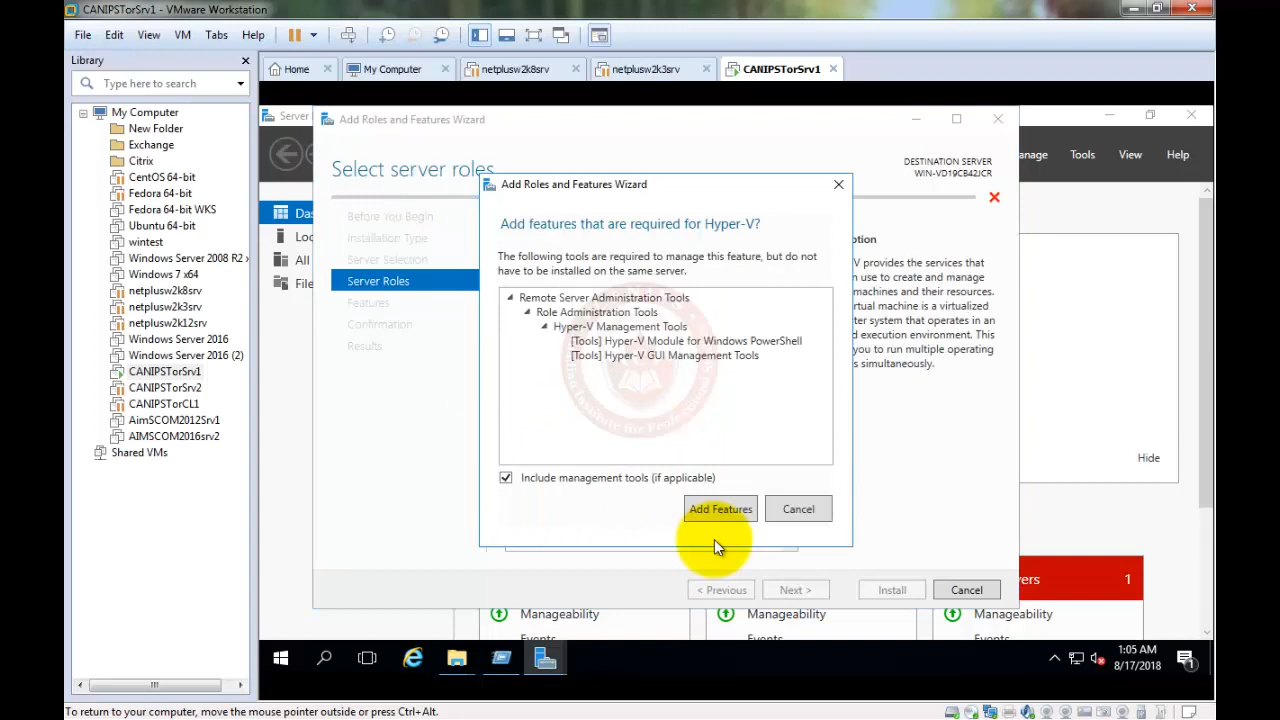 CANIPSTorSrv1 - VMware Workstation
File Edit View VM Tabs Help
Library
Type here to search
My Computer
New Folder
Exchange
Citrix
CentOS 64-bit
Fedora 64-bit
Fedora 64-bit WKS
Ubuntu 64-bit
wintest
Windows Server 2008 R2
Windows 7 x64
netplusw2k8srv
netplusw2k3srv
netplusw2k12srv
Windows Server 2016
Windows Server 2016 (2)
CANIPSTorSrv1
CANIPSTorSrv2
CANIPSTorCL1
AimSCOM2012Srv1
AIMSCOM2016srv2
Shared VMs
Home My Computer netplusw2k8srv netplusw2k3srv CANIPSTorSrv1
Server
anage Tools View Help
Das
Loc
All
File
Add Roles and Features Wizard
Select server roles
DESTINATION SERVER
WIN-VD19CB42JCR
Before You Begin
Installation Type
Server Selection
Server Roles
Features
Confirmation
Results
ption
V provides the services that
n use to create and manage
machines and their resources.
rtual machine is a virtualized
ter system that operates in an
d execution environment. This
you to run multiple operating
s simultaneously.
Add Roles and Features Wizard
Add features that are required for Hyper-V?
The following tools are required to manage this feature, but do not
have to be installed on the same server.
Remote Server Administration Tools
Role Administration Tools
Hyper-V Management Tools
[Tools] Hyper-V Module for Windows PowerShell
[Tools] Hyper-V GUI Management Tools
Include management tools (if applicable)
Add Features Cancel
< Previous Next > Install Cancel
Hide
vers 1
Manageability Manageability Manageability
Events Events Events
1:05 AM
8/17/2018
1
To return to your computer, move the mouse pointer outside or press Ctrl+Alt.